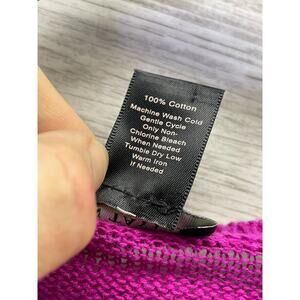 100% Cotton
Machine Wash Cold
Gentle Cycle
Only Non-
Chlorine Bleach
When Needed
Tumble Dry Low
Warm Iron
If Needed